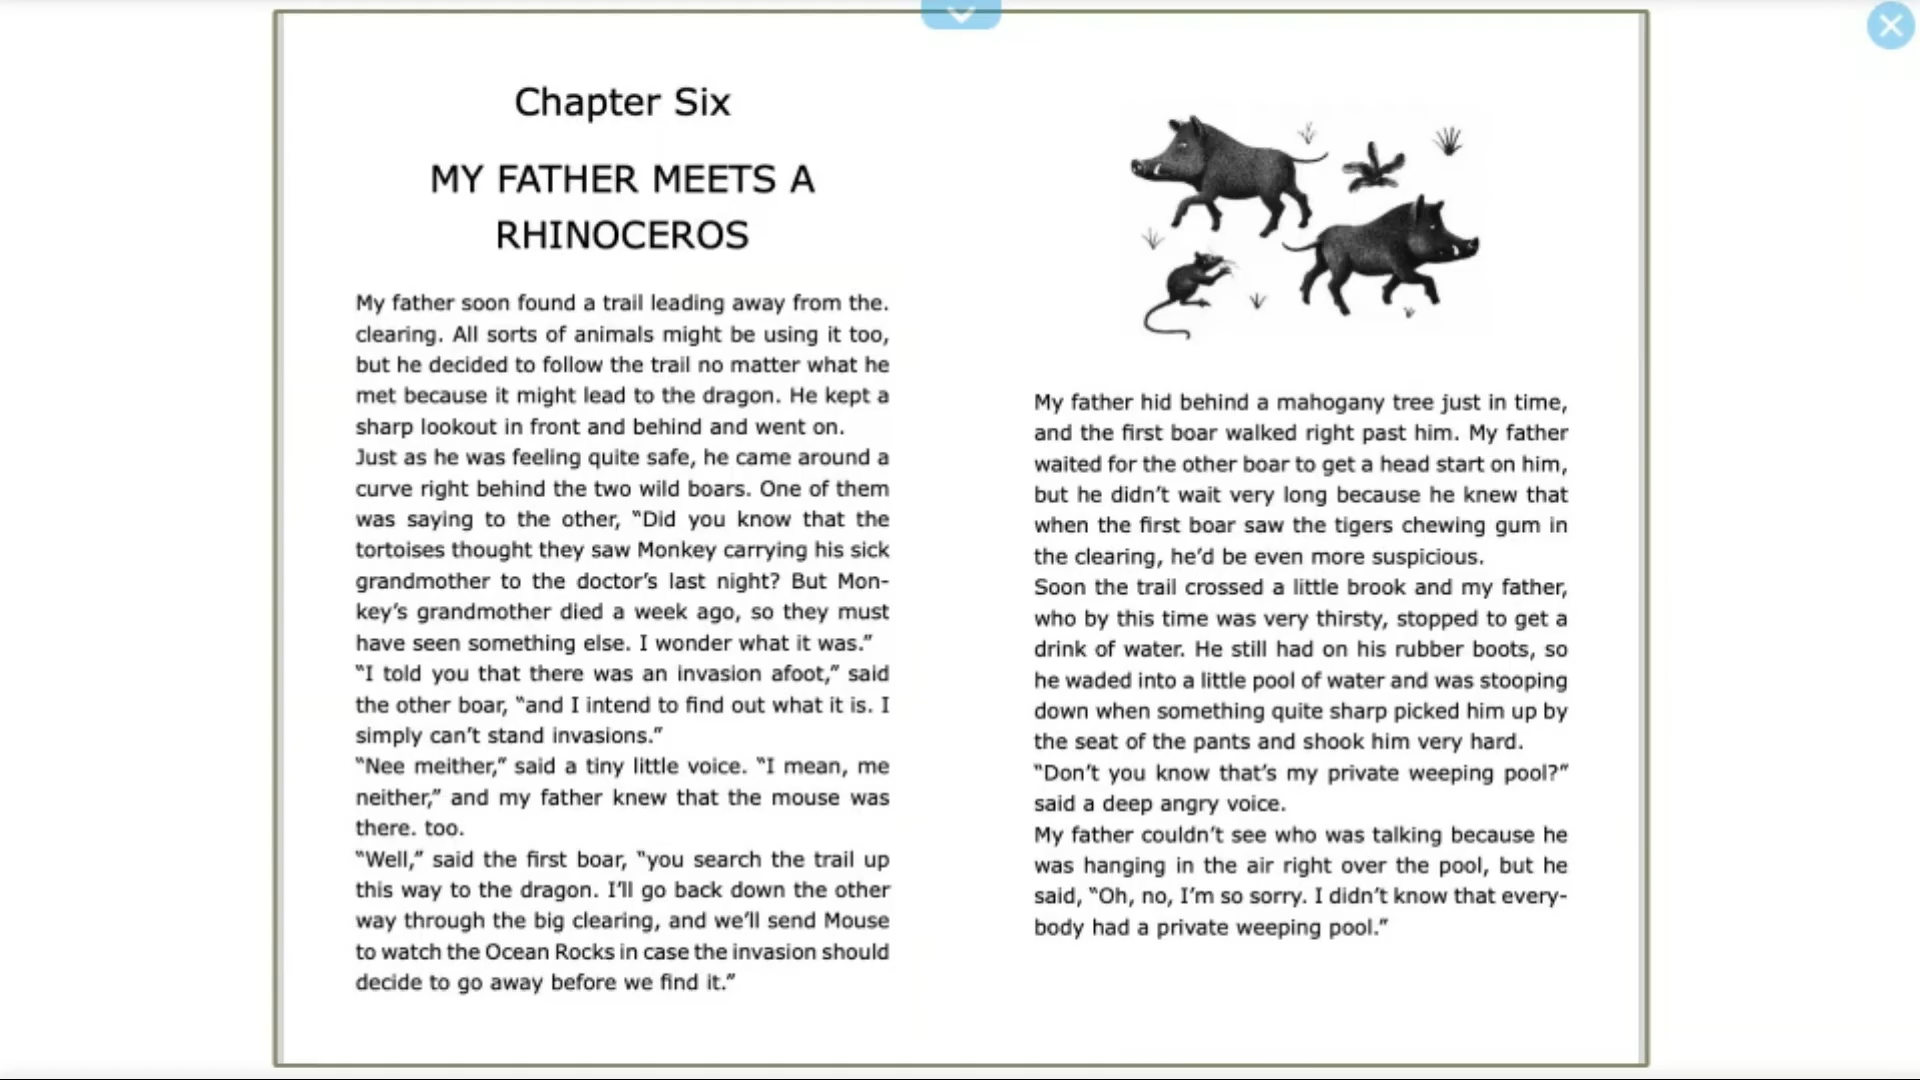 Chapter Six
MY FATHER MEETS A
RHINOCEROS
My father soon found a trail leading away from the.
clearing. All sorts of animals might be using it too,
but he decided to follow the trail no matter what he
met because it might lead to the dragon. He kept a
sharp lookout in front and behind and went on.
Just as he was feeling quite safe, he came around a
curve right behind the two wild boars. One of them
was saying to the other, “Did you know that the
tortoises thought they saw Monkey carrying his sick
grandmother to the doctor’s last night? But Mon-
key’s grandmother died a week ago, so they must
have seen something else. I wonder what it was.”
“I told you that there was an invasion afoot,” said
the other boar, “and I intend to find out what it is. I
simply can’t stand invasions.”
“Nee meither,” said a tiny little voice. “I mean, me
neither,” and my father knew that the mouse was
there. too.
“Well,” said the first boar, “you search the trail up
this way to the dragon. I’ll go back down the other
way through the big clearing, and we’ll send Mouse
to watch the Ocean Rocks in case the invasion should
decide to go away before we find it.”
My father hid behind a mahogany tree just in time,
and the first boar walked right past him. My father
waited for the other boar to get a head start on him,
but he didn’t wait very long because he knew that
when the first boar saw the tigers chewing gum in
the clearing, he’d be even more suspicious.
Soon the trail crossed a little brook and my father,
who by this time was very thirsty, stopped to get a
drink of water. He still had on his rubber boots, so
he waded into a little pool of water and was stooping
down when something quite sharp picked him up by
the seat of the pants and shook him very hard.
“Don’t you know that’s my private weeping pool?”
said a deep angry voice.
My father couldn’t see who was talking because he
was hanging in the air right over the pool, but he
said, “Oh, no, I’m so sorry. I didn’t know that every-
body had a private weeping pool.”